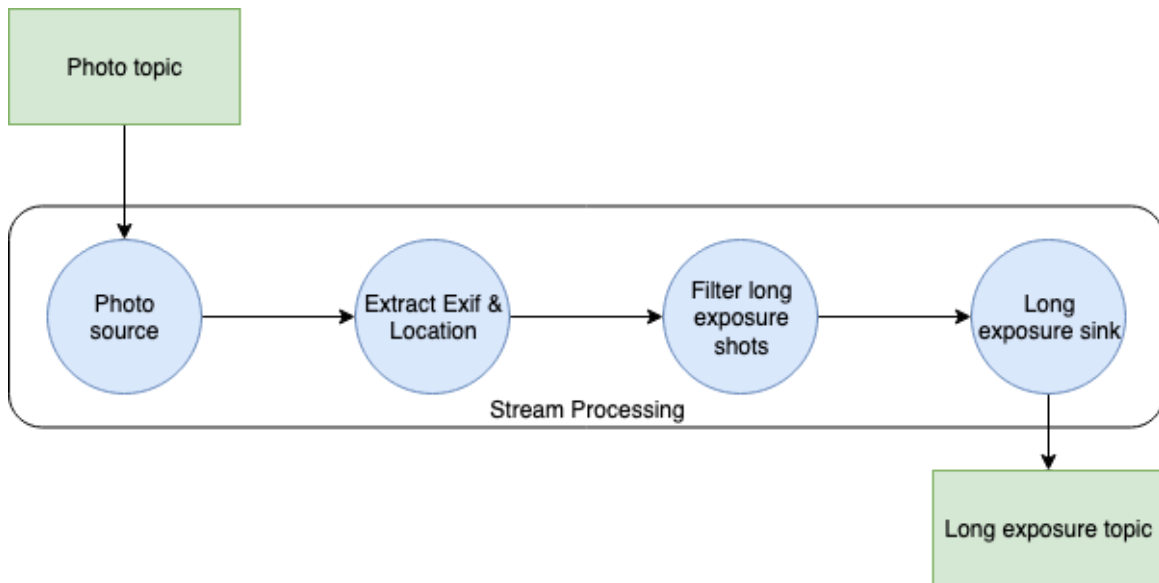 Photo topic
Photo
source
Extract Exif &
Location
Filter long
exposure
shots
Long
exposure sink
Stream Processing
Long exposure topic